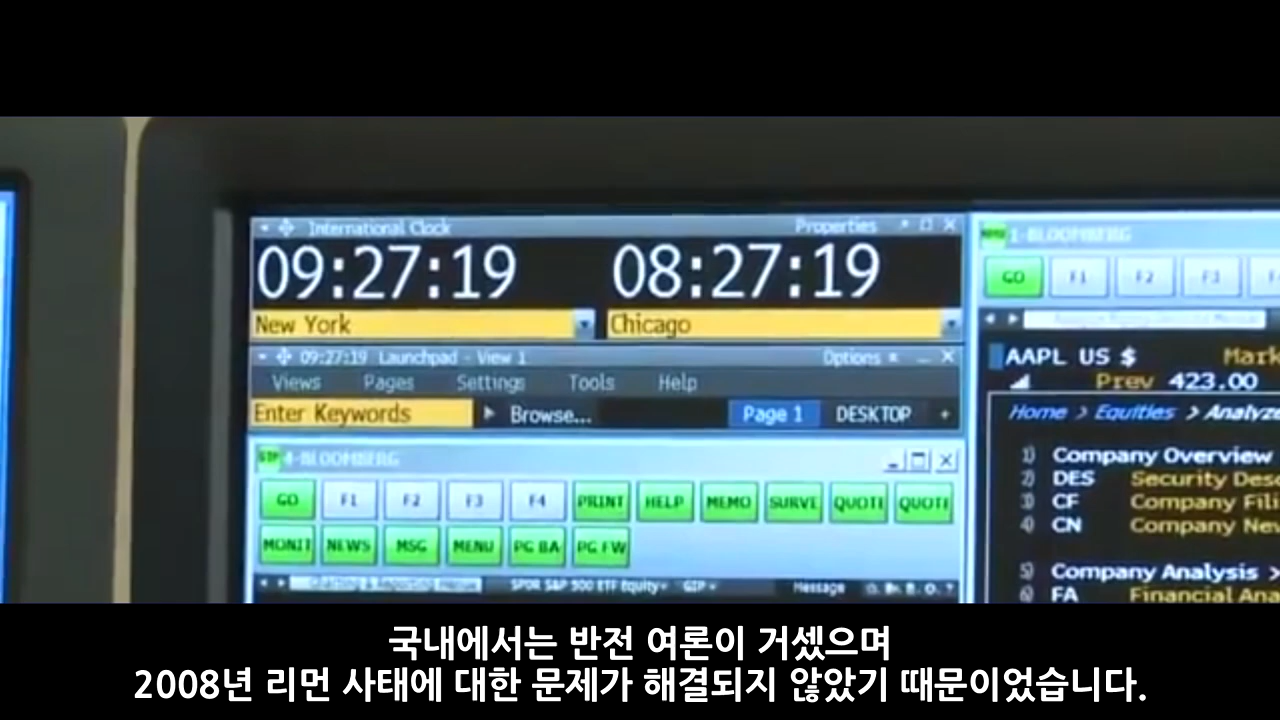 International Clock Properties
09:27:19 08:27:19
New York Chicago
09:27:19 Launchpad - View 1 Options
Views Pages Settings Tools Help
Enter Keywords Browse... Page 1 DESKTOP
4-BLOOMBERG
GO F1 F2 F3 F4 PRINT HELP MEMO SURVE QUOTE QUOTE
MONIT NEWS MSG MENU PG BA PG FW
SPDR S&P 500 ETF Equity GIP Message
1-BLOOMBERG
GO F1 F2 F3
AAPL US $ Mark
Prev 423.00
Home > Equities > Analyze
1) Company Overview
2) DES Security Desc
3) CF Company Fili
4) CN Company New
5) Company Analysis >
6) FA Financial Ana
국내에서는 반전 여론이 거셌으며
2008년 리먼 사태에 대한 문제가 해결되지 않았기 때문이었습니다.